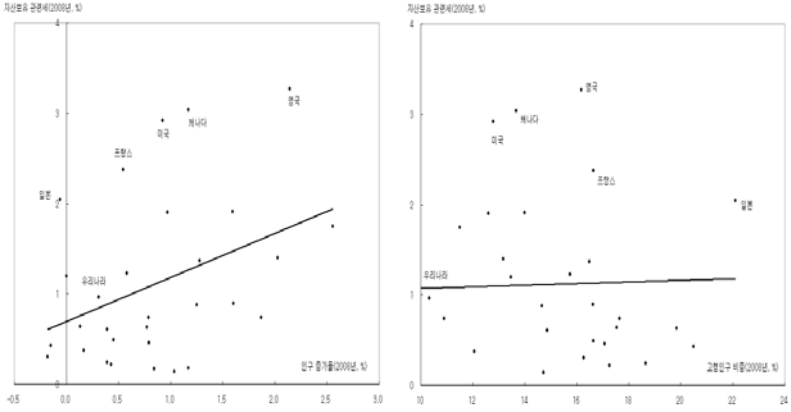 자산보유 관련세(2008년, %)
4
3
2
1
0
영국
캐나다
미국
프랑스
일본
우리나라
인구 증가율(2008년, %)
-0.5 0.0 0.5 1.0 1.5 2.0 2.5 3.0
자산보유 관련세(2008년, %)
4
3
2
1
0
영국
캐나다
미국
프랑스
일본
우리나라
고령인구 비중(2008년, %)
10 12 14 16 18 20 22 24